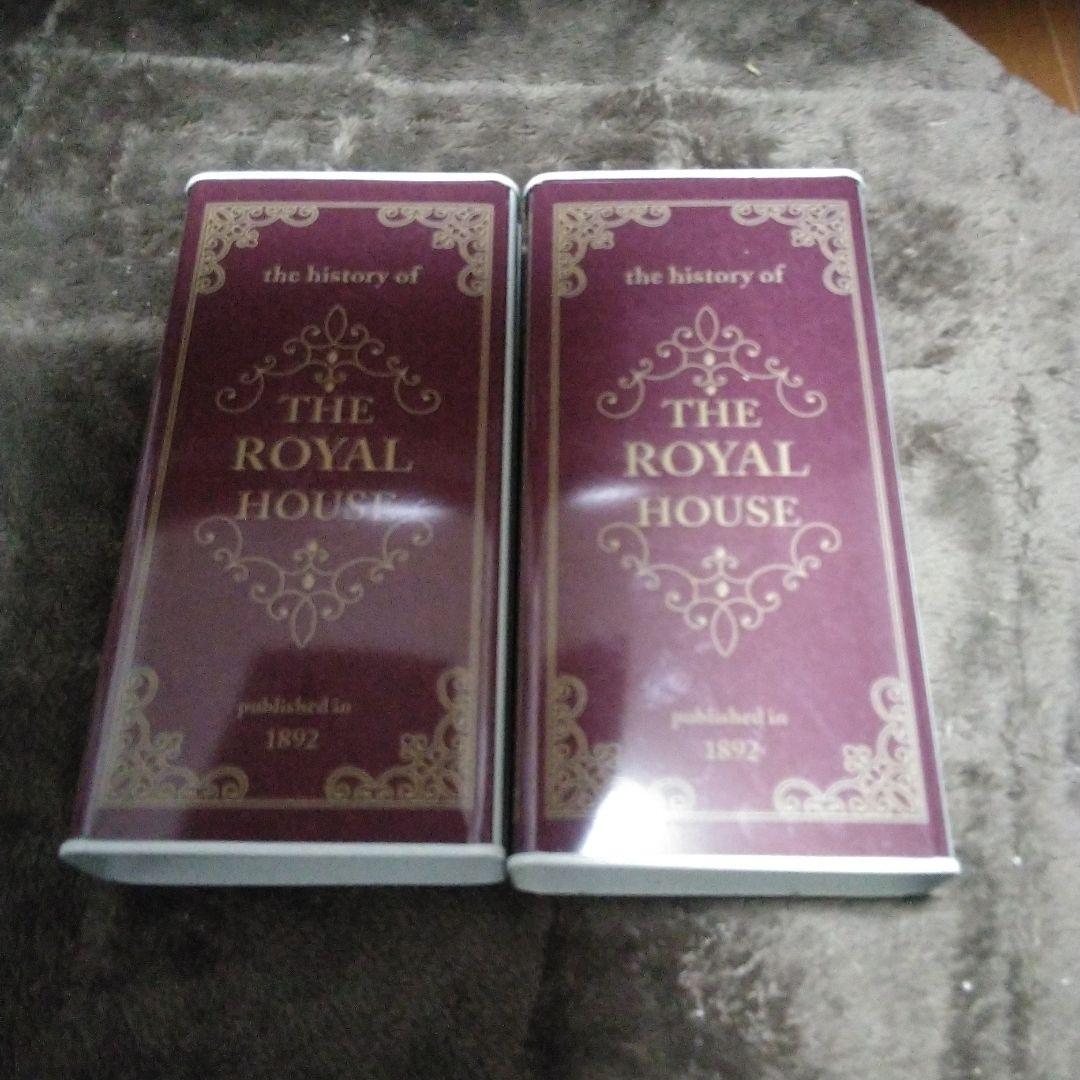 the history of
THE
ROYAL
HOUSE
published in
1892
the history of
THE
ROYAL
HOUSE
published in
1892